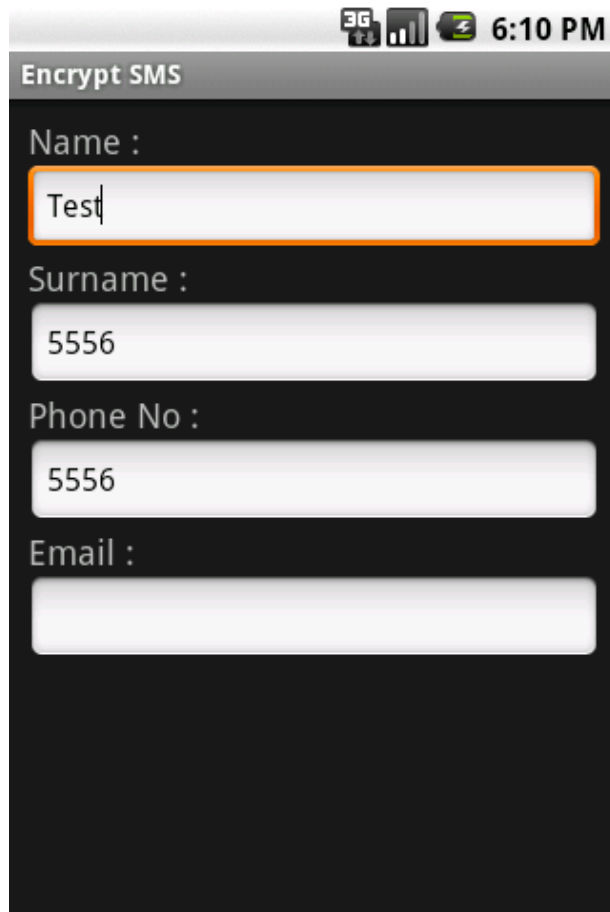 3G 6:10 PM
Encrypt SMS
Name :
Test
Surname :
5556
Phone No :
5556
Email :